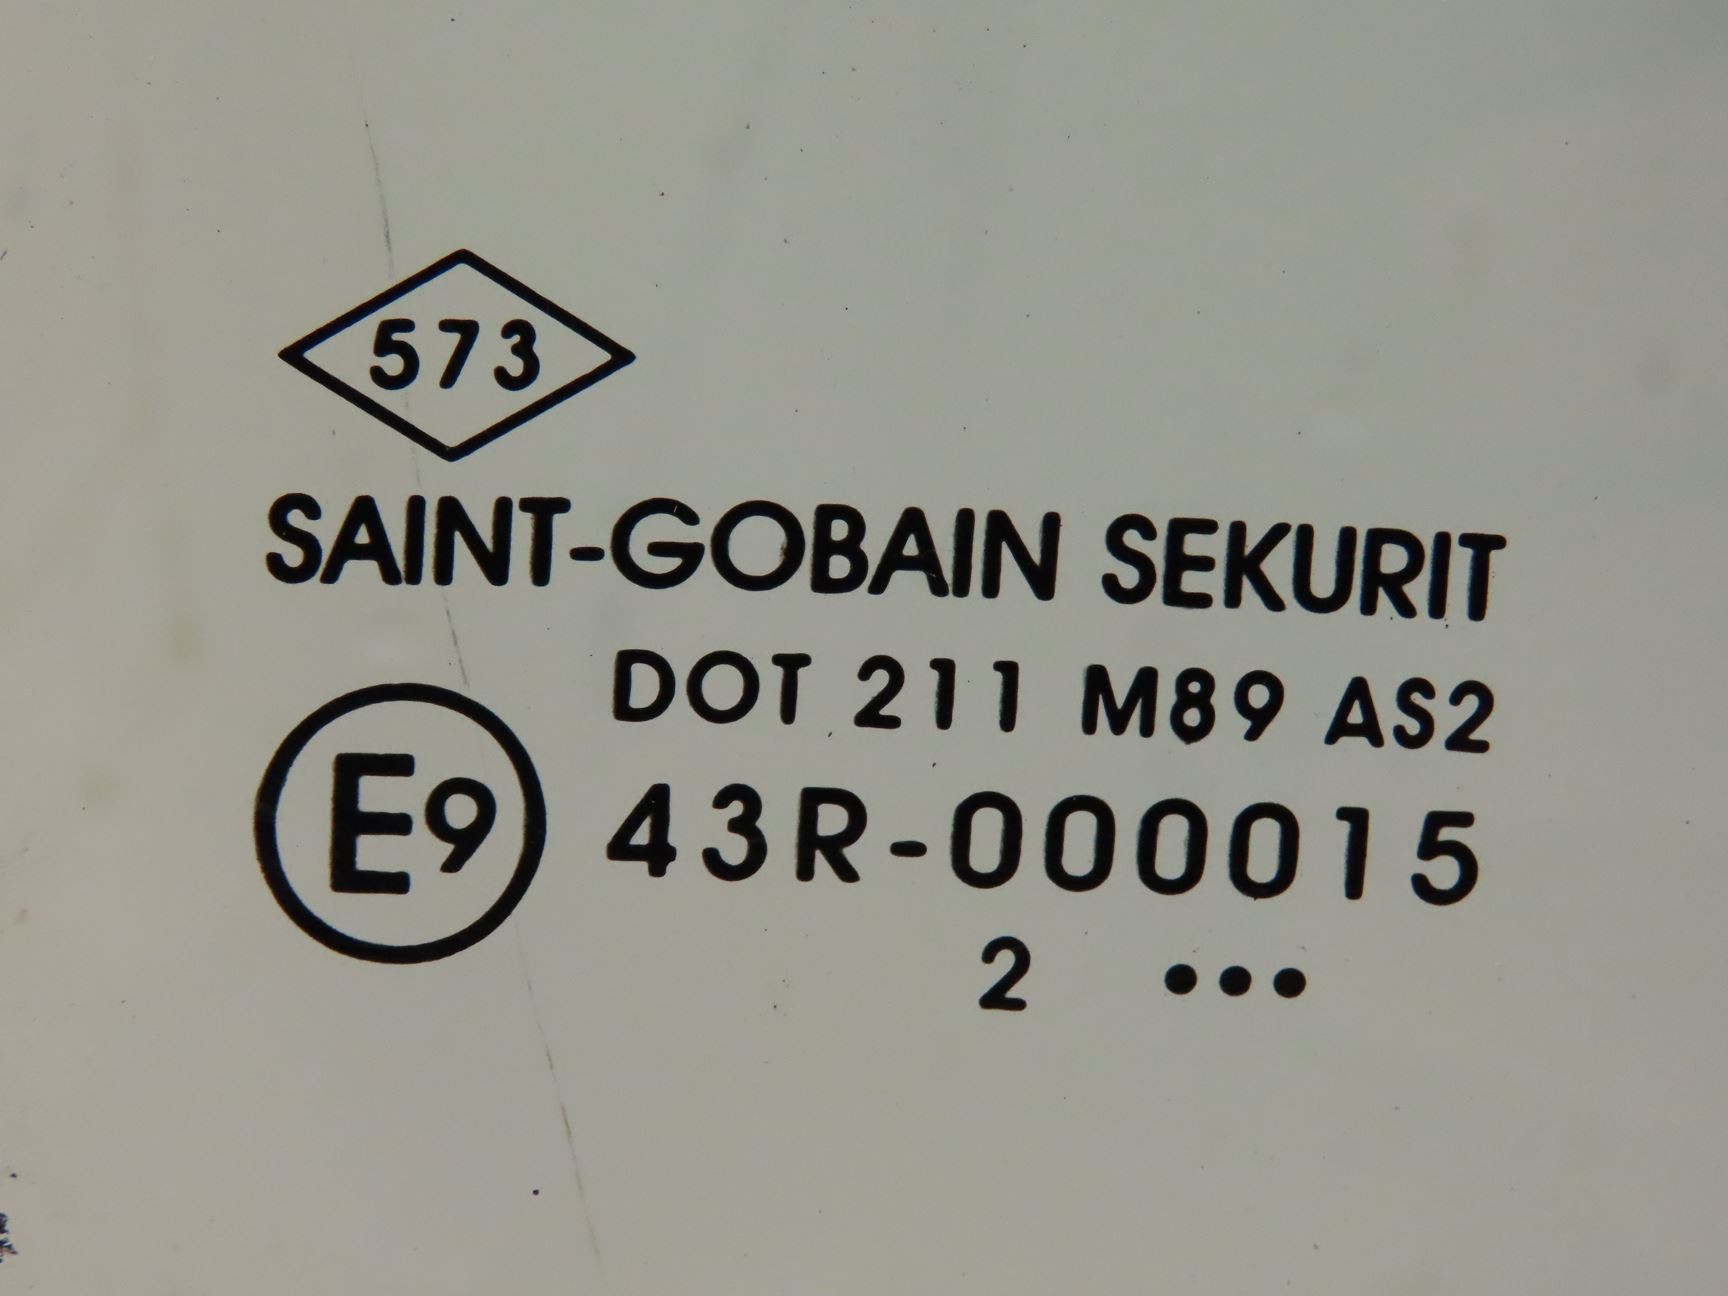 573
SAINT-GOBAIN SEKURIT
DOT 211 M89 AS2
E9 43R-000015
2 •••